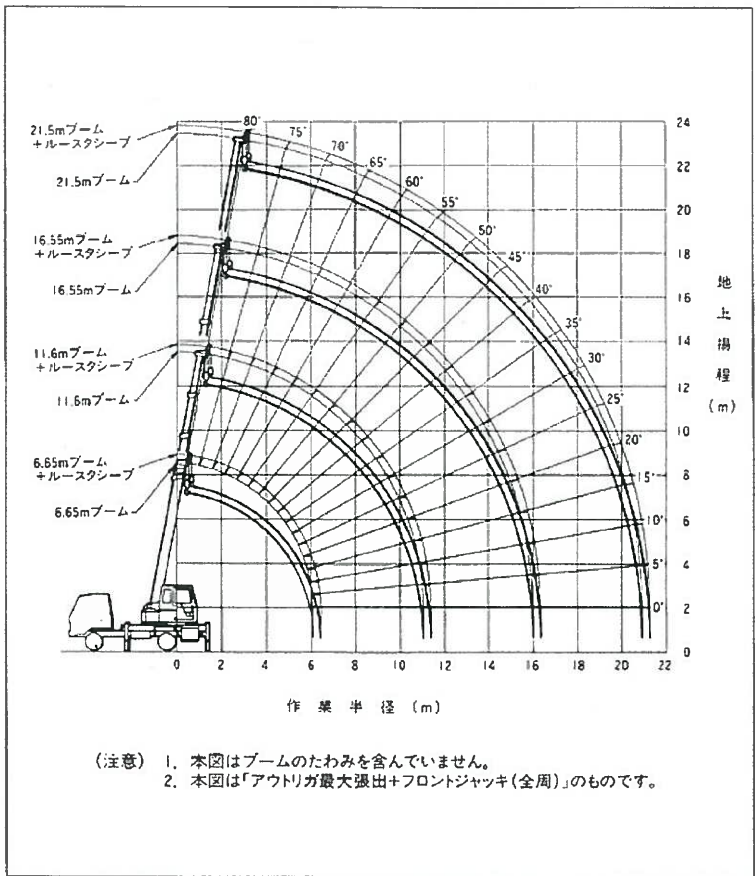 21.5mブーム
+ルースタシーブ
21.5mブーム
16.55mブーム
+ルースタシーブ
16.55mブーム
11.6mブーム
+ルースタシーブ
11.6mブーム
6.65mブーム
+ルースタシーブ
6.65mブーム
80°
75°
70°
65°
60°
55°
50°
45°
40°
35°
30°
25°
20°
15°
10°
5°
0°
24
22
20
18
16
14
12
10
8
6
4
2
0
地上揚程
(m)
0 2 4 6 8 10 12 14 16 18 20 22
作業半径 (m)
(注意) 1. 本図はブームのたわみを含んでいません。
2. 本図は「アウトリガ最大張出+フロントジャッキ(全周)」のものです。